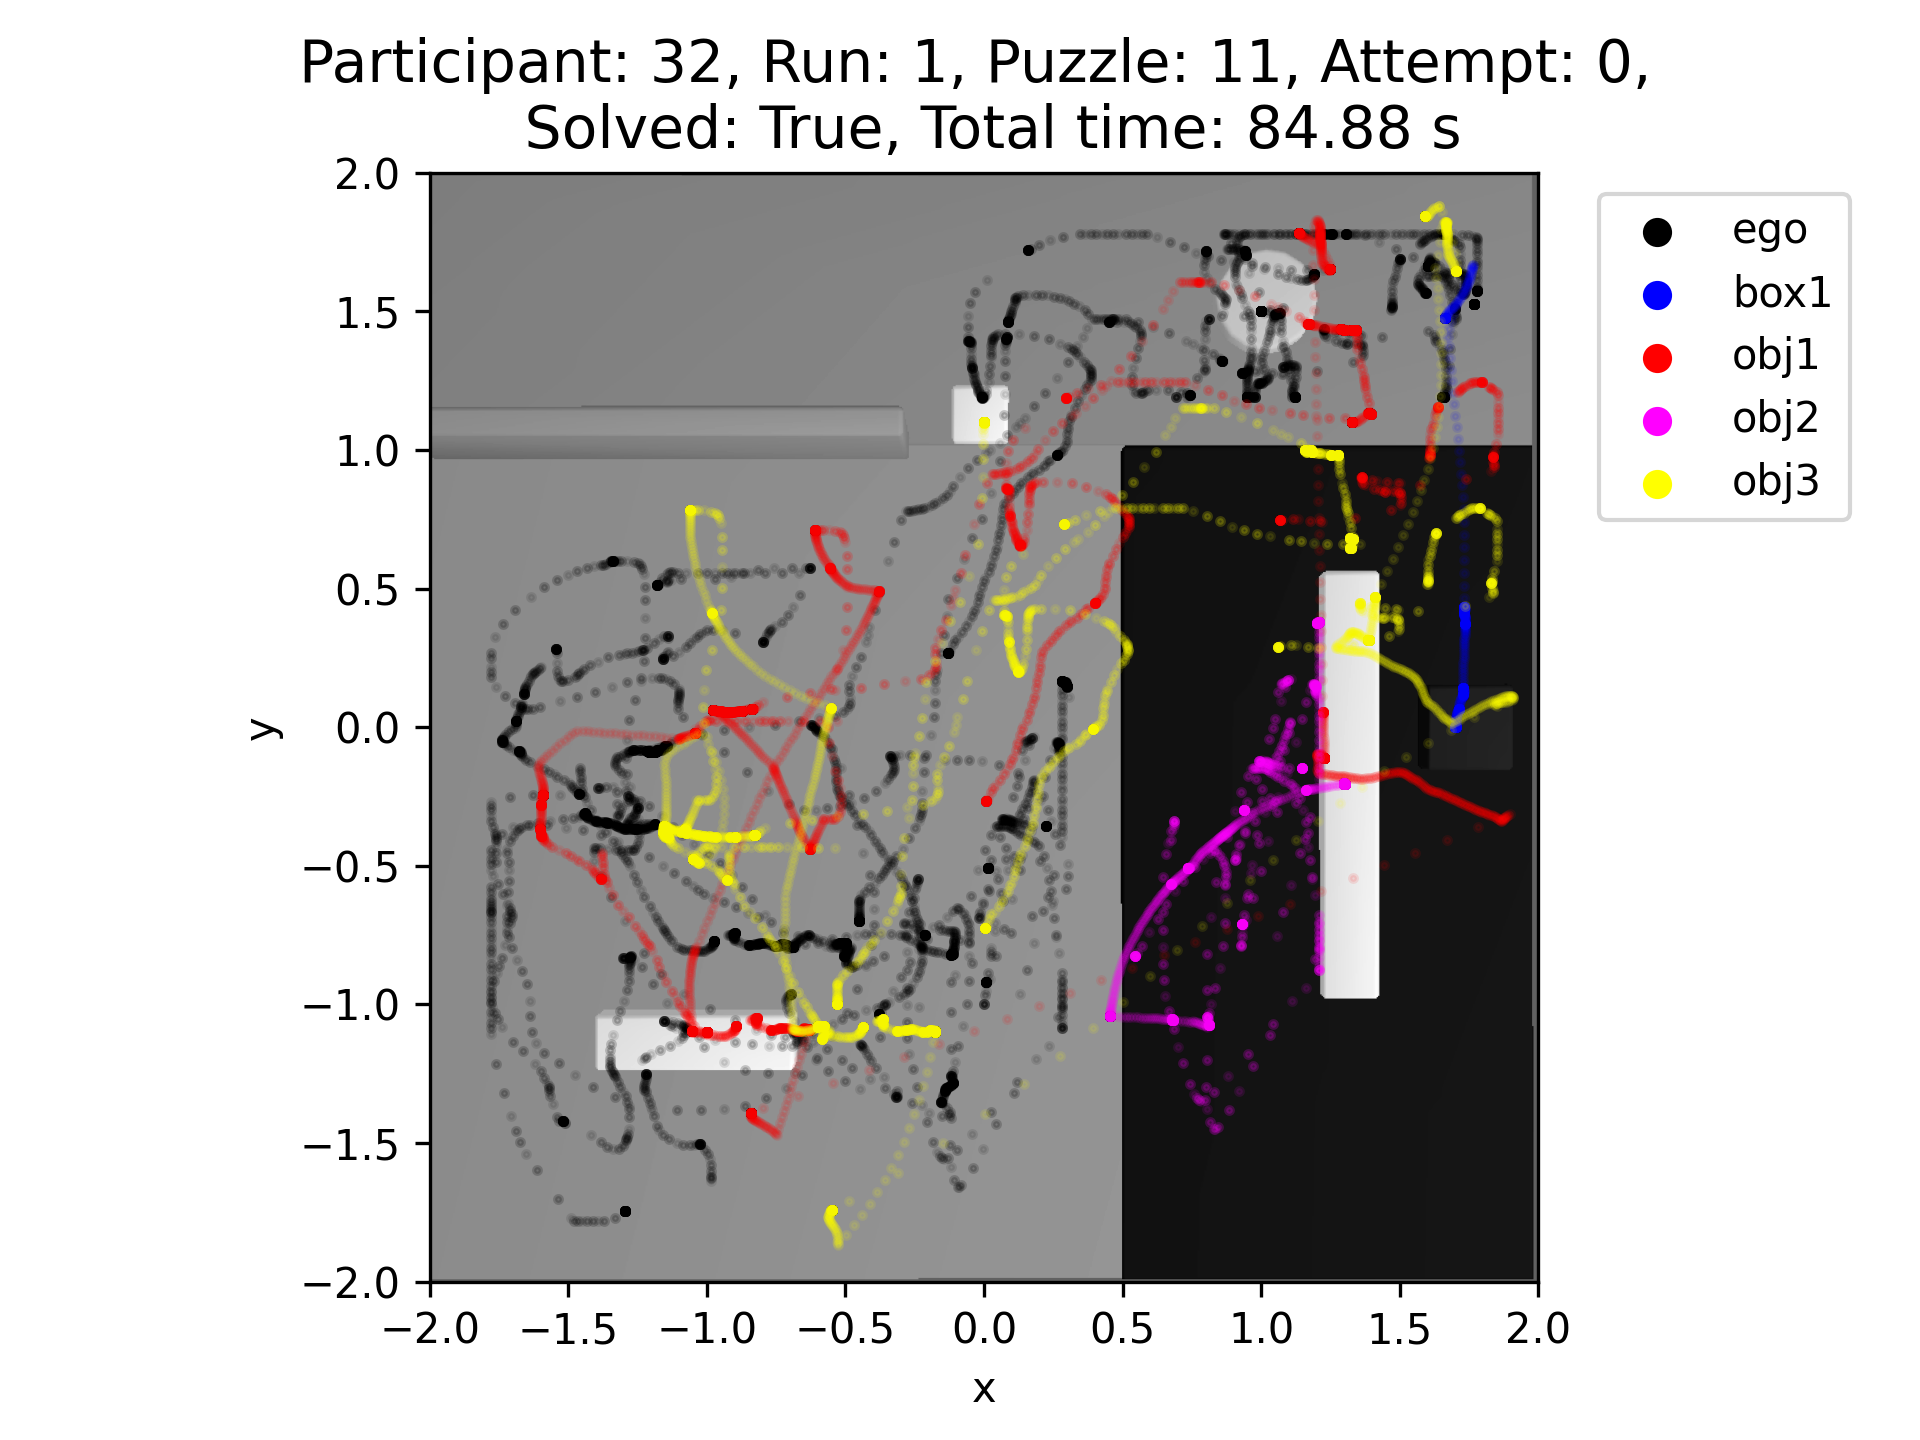 Participant: 32, Run: 1, Puzzle: 11, Attempt: 0,
Solved: True, Total time: 84.88 s
2.0
1.5
1.0
0.5
0.0
−0.5
−1.0
−1.5
−2.0
y
−2.0 −1.5 −1.0 −0.5 0.0 0.5 1.0 1.5 2.0
x
ego
box1
obj1
obj2
obj3